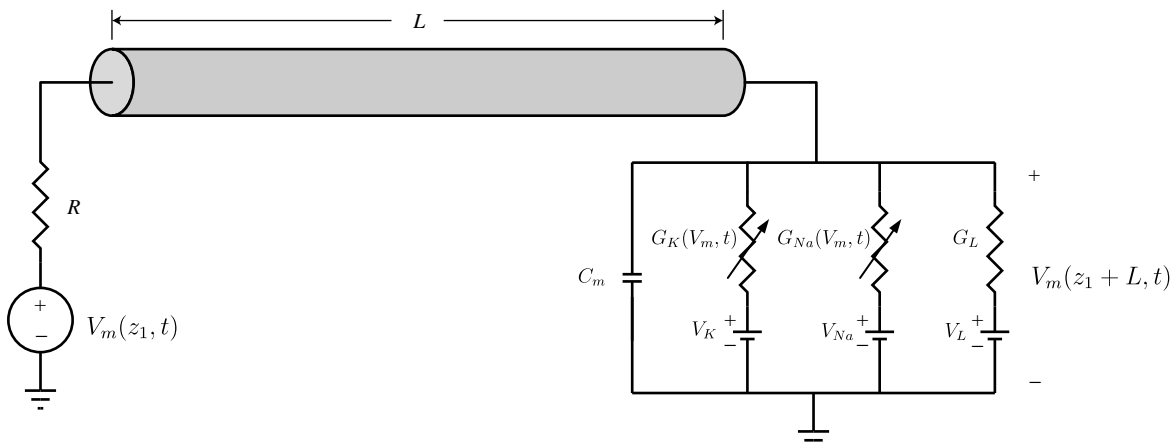 L
R
+
−
V_m(z_1, t)
C_m
G_K(V_m, t)
V_K
+
−
G_{Na}(V_m, t)
V_{Na}
+
−
G_L
V_L
+
−
+
V_m(z_1 + L, t)
−